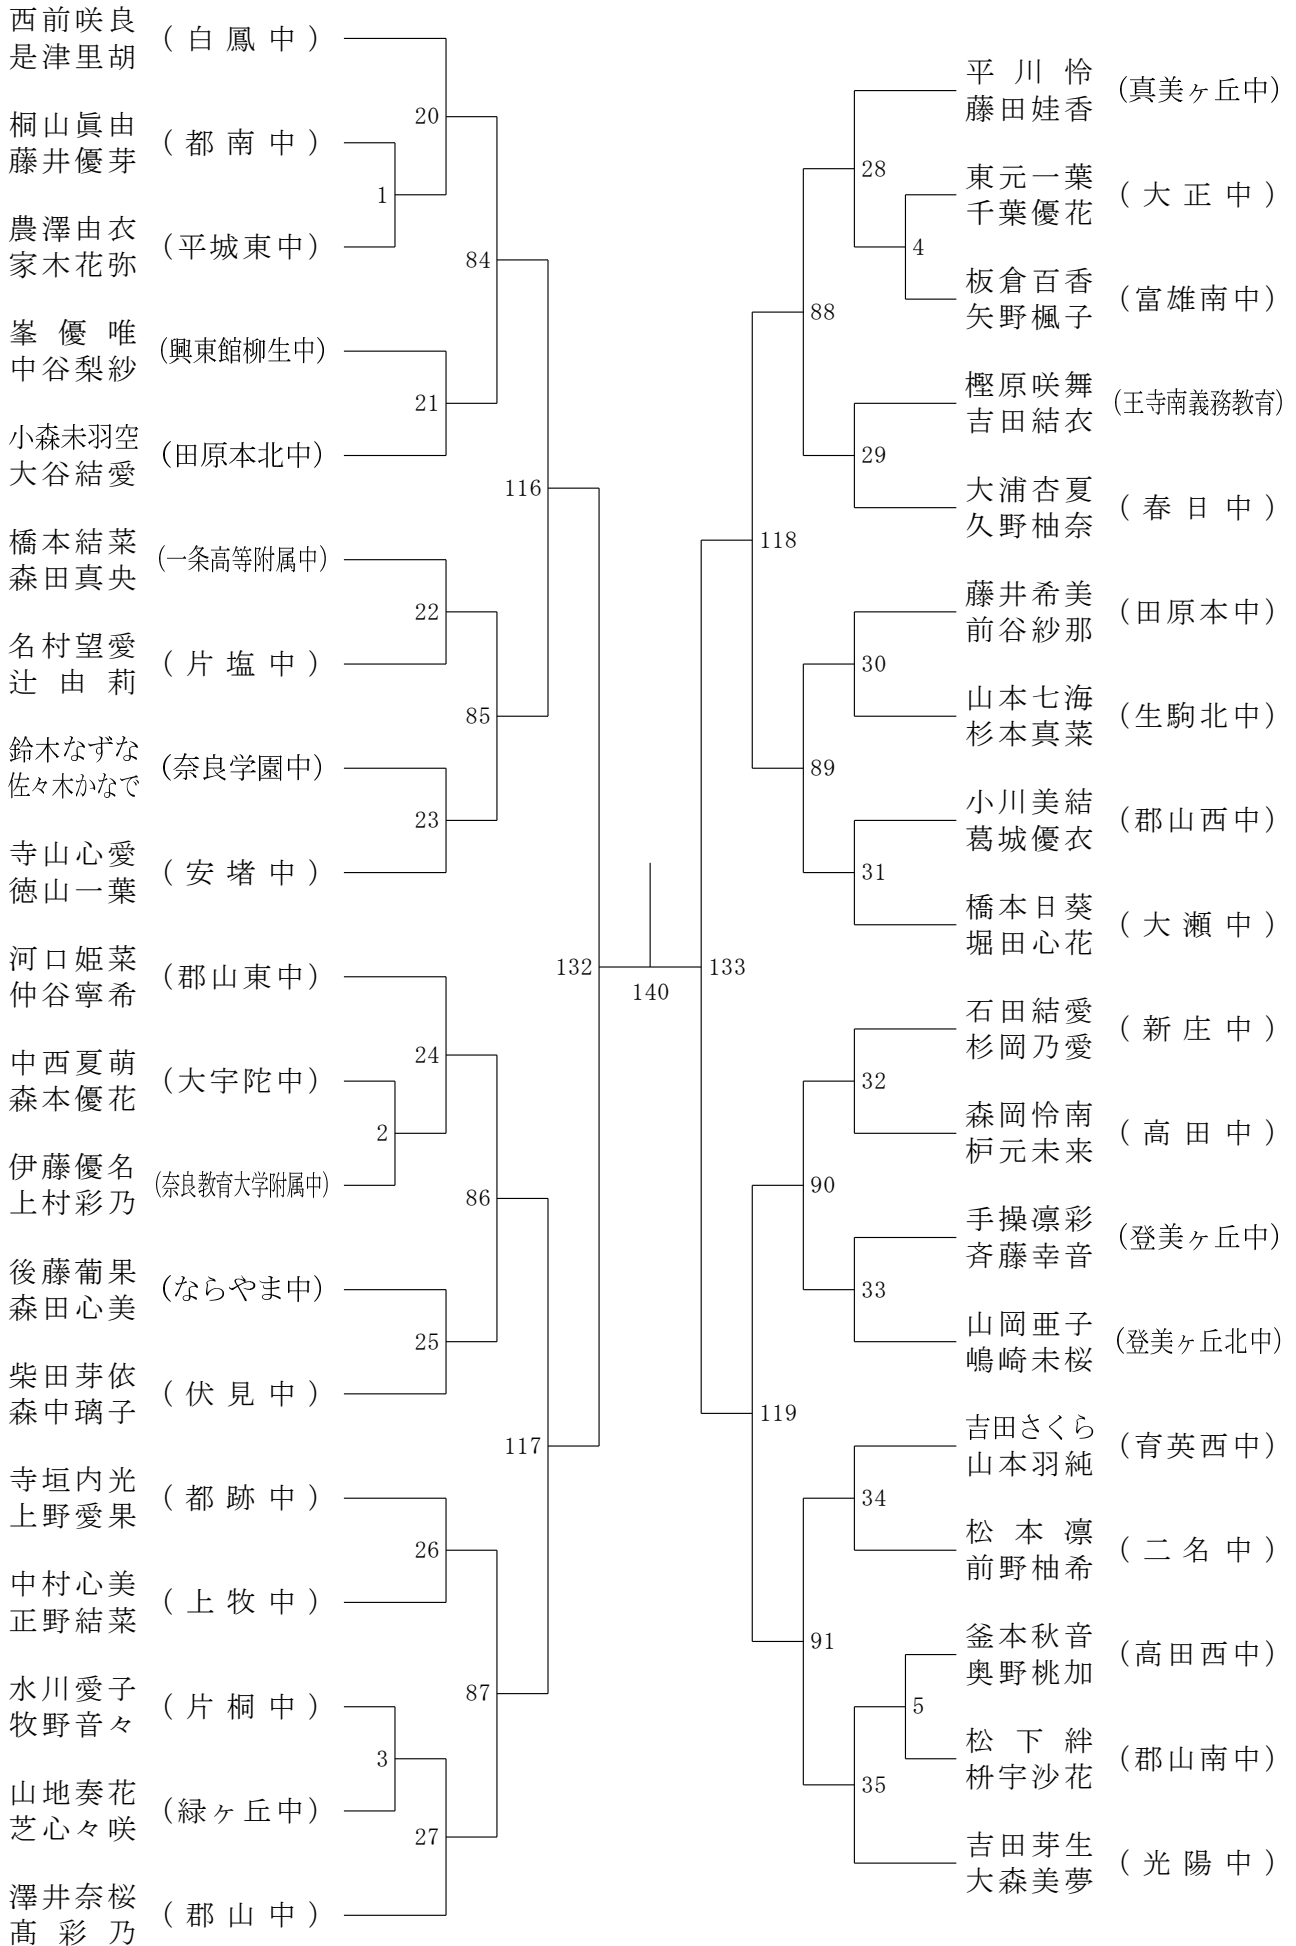 西前咲良
是津里胡
(白鳳中)
桐山眞由
藤井優芽
(都南中)
農澤由衣
家木花弥
(平城東中)
峯優唯
中谷梨紗
(興東館柳生中)
小森未羽空
大谷結愛
(田原本北中)
橋本結菜
森田真央
(一条高等附属中)
名村望愛
辻由莉
(片塩中)
鈴木なずな
佐々木かなで
(奈良学園中)
寺山心愛
徳山一葉
(安堵中)
河口姫菜
仲谷寧希
(郡山東中)
中西夏萌
森本優花
(大宇陀中)
伊藤優名
上村彩乃
(奈良教育大学附属中)
後藤葡果
森田心美
(ならやま中)
柴田芽依
森中璃子
(伏見中)
寺垣内光
上野愛果
(都跡中)
中村心美
正野結菜
(上牧中)
水川愛子
牧野音々
(片桐中)
山地奏花
芝心々咲
(緑ヶ丘中)
澤井奈桜
髙彩乃
(郡山中)
1
2
3
20
21
22
23
24
25
26
27
84
85
86
87
116
117
132
140
133
118
119
88
89
90
91
28
29
30
31
32
33
34
35
4
5
平川怜
藤田娃香
(真美ヶ丘中)
東元一葉
千葉優花
(大正中)
板倉百香
矢野楓子
(富雄南中)
樫原咲舞
吉田結衣
(王寺南義務教育)
大浦杏夏
久野柚奈
(春日中)
藤井希美
前谷紗那
(田原本中)
山本七海
杉本真菜
(生駒北中)
小川美結
葛城優衣
(郡山西中)
橋本日葵
堀田心花
(大瀬中)
石田結愛
杉岡乃愛
(新庄中)
森岡怜南
枦元未来
(高田中)
手操凛彩
斉藤幸音
(登美ヶ丘中)
山岡亜子
嶋崎未桜
(登美ヶ丘北中)
吉田さくら
山本羽純
(育英西中)
松本凛
前野柚希
(二名中)
釜本秋音
奥野桃加
(高田西中)
松下絆
枡宇沙花
(郡山南中)
吉田芽生
大森美夢
(光陽中)